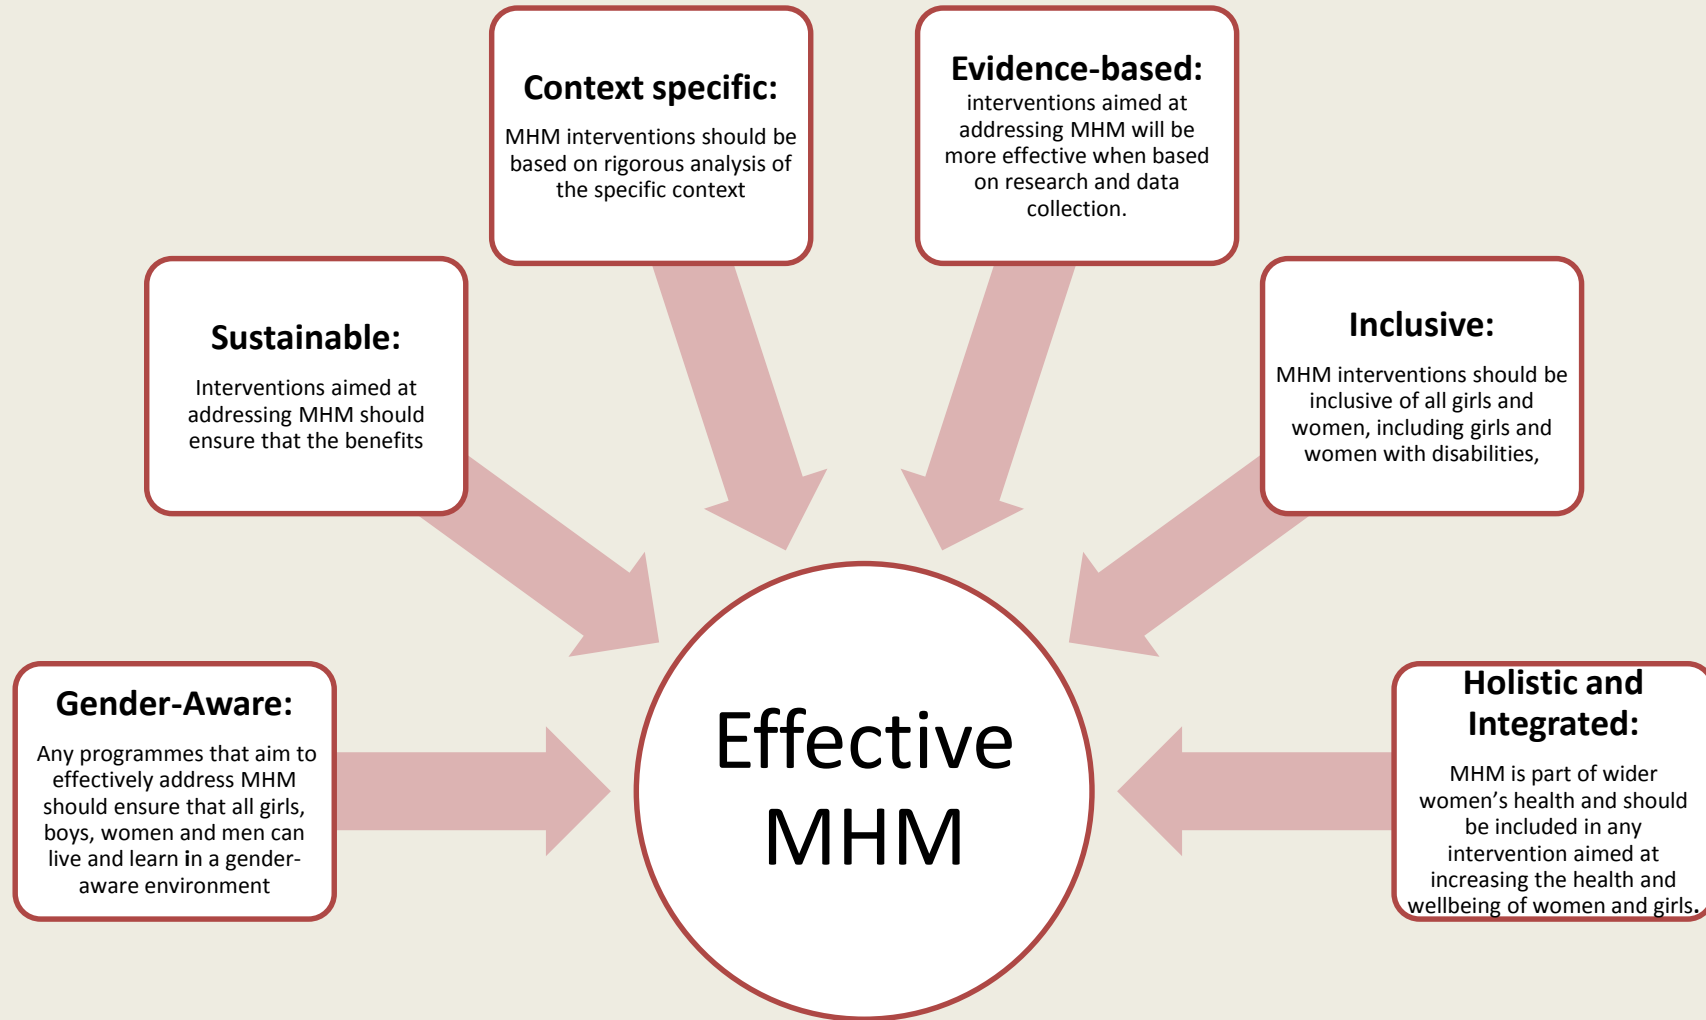 Context specific:
MHM interventions should be
based on rigorous analysis of
the specific context
Evidence-based:
interventions aimed at
addressing MHM will be
more effective when based
on research and data
collection.
Sustainable:
Interventions aimed at
addressing MHM should
ensure that the benefits
Inclusive:
MHM interventions should be
inclusive of all girls and
women, including girls and
women with disabilities,
Gender-Aware:
Any programmes that aim to
effectively address MHM
should ensure that all girls,
boys, women and men can
live and learn in a gender-
aware environment
Effective
MHM
Holistic and
Integrated:
MHM is part of wider
women’s health and should
be included in any
intervention aimed at
increasing the health and
wellbeing of women and girls.